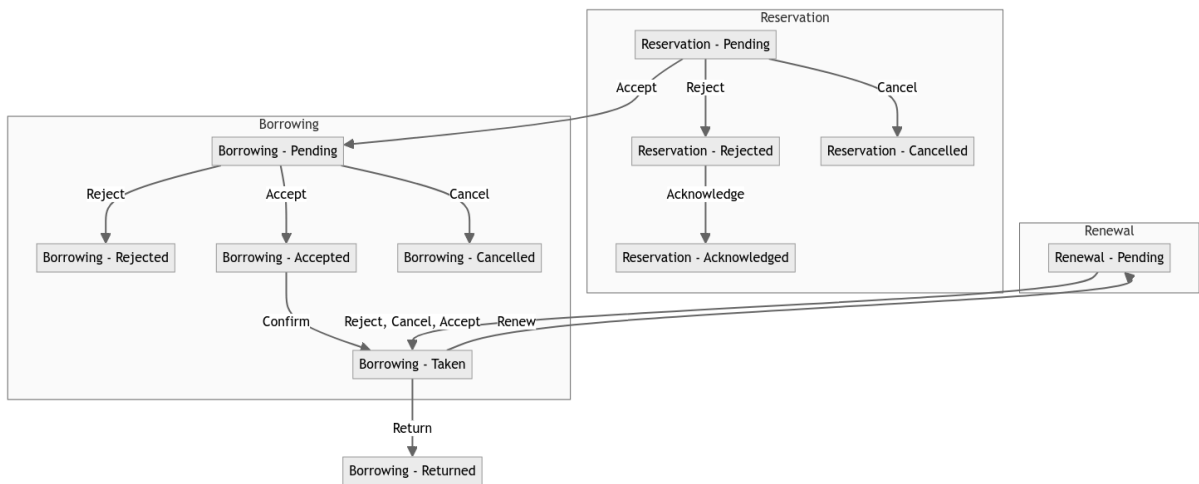 Reservation
Reservation - Pending
Accept
Reject
Cancel
Borrowing
Borrowing - Pending
Reservation - Rejected
Reservation - Cancelled
Reject
Accept
Cancel
Acknowledge
Renewal
Borrowing - Rejected
Borrowing - Accepted
Borrowing - Cancelled
Reservation - Acknowledged
Renewal - Pending
Confirm
Reject, Cancel, Accept
Renew
Borrowing - Taken
Return
Borrowing - Returned